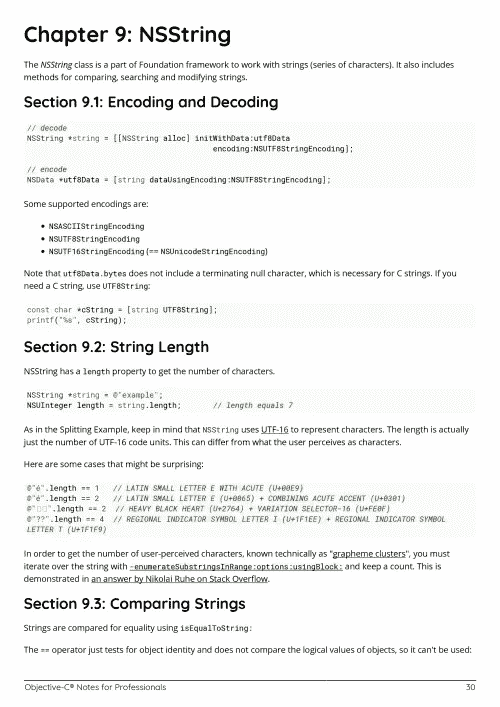 Chapter 9: NSString
The NSString class is a part of Foundation framework to work with strings (series of characters). It also includes
methods for comparing, searching and modifying strings.
Section 9.1: Encoding and Decoding
// decode
NSString *string = [[NSString alloc] initWithData:utf8Data
encoding:NSUTF8StringEncoding];
// encode
NSData *utf8Data = [string dataUsingEncoding:NSUTF8StringEncoding];
Some supported encodings are:
• NSASCIIStringEncoding
• NSUTF8StringEncoding
• NSUTF16StringEncoding (== NSUnicodeStringEncoding)
Note that utf8Data.bytes does not include a terminating null character, which is necessary for C strings. If you
need a C string, use UTF8String:
const char *cString = [string UTF8String];
printf("%s", cString);
Section 9.2: String Length
NSString has a length property to get the number of characters.
NSString *string = @"example";
NSUInteger length = string.length; // length equals 7
As in the Splitting Example, keep in mind that NSString uses UTF-16 to represent characters. The length is actually
just the number of UTF-16 code units. This can differ from what the user perceives as characters.
Here are some cases that might be surprising:
@"é".length == 1 // LATIN SMALL LETTER E WITH ACUTE (U+00E9)
@"é".length == 2 // LATIN SMALL LETTER E (U+0065) + COMBINING ACUTE ACCENT (U+0301)
@"□□".length == 2 // HEAVY BLACK HEART (U+2764) + VARIATION SELECTOR-16 (U+FE0F)
@"??".length == 4 // REGIONAL INDICATOR SYMBOL LETTER I (U+1F1EE) + REGIONAL INDICATOR SYMBOL
LETTER T (U+1F1F9)
In order to get the number of user-perceived characters, known technically as "grapheme clusters", you must
iterate over the string with -enumerateSubstringsInRange:options:usingBlock: and keep a count. This is
demonstrated in an answer by Nikolai Ruhe on Stack Overflow.
Section 9.3: Comparing Strings
Strings are compared for equality using isEqualToString:
The == operator just tests for object identity and does not compare the logical values of objects, so it can't be used:
Objective-C® Notes for Professionals 30